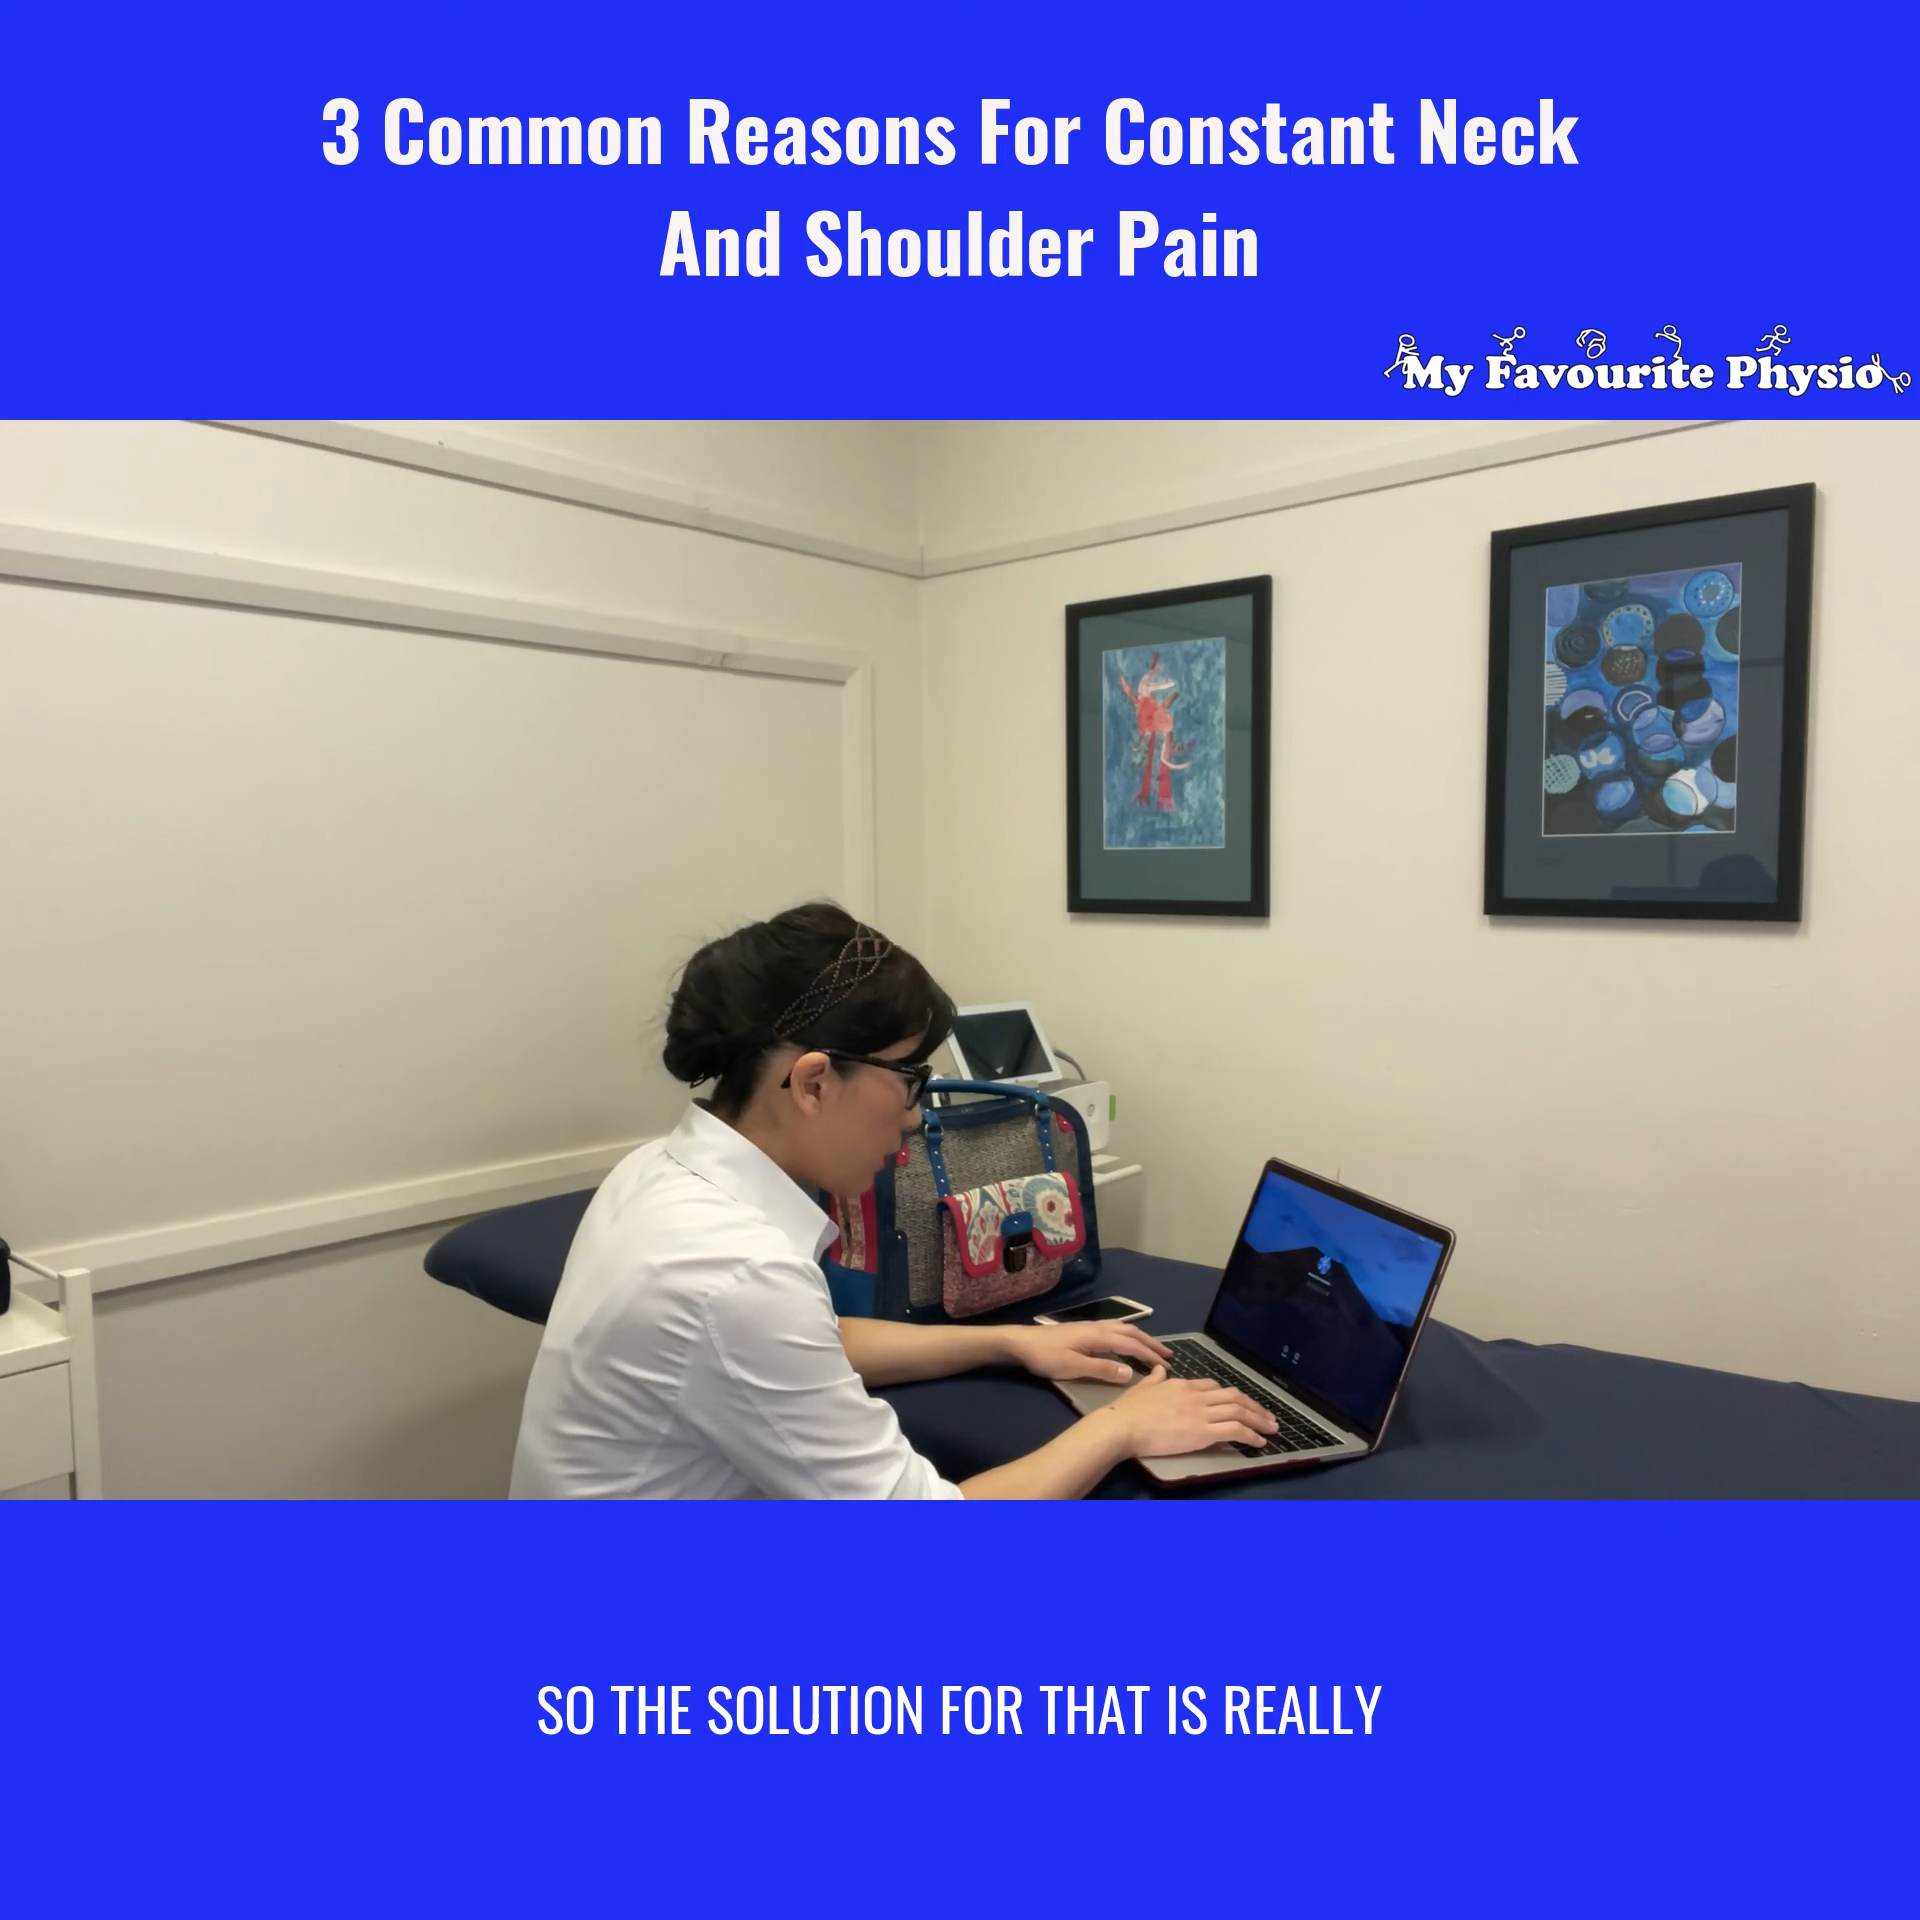 3 Common Reasons For Constant Neck
And Shoulder Pain
My Favourite Physio
SO THE SOLUTION FOR THAT IS REALLY